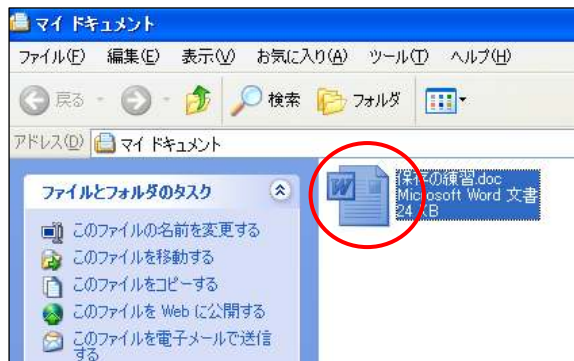 マイ ドキュメント
ファイル(F) 編集(E) 表示(V) お気に入り(A) ツール(T) ヘルプ(H)
戻る 検索 フォルダ
アドレス(D) マイ ドキュメント
ファイルとフォルダのタスク
このファイルの名前を変更する
このファイルを移動する
このファイルをコピーする
このファイルを Web に公開する
このファイルを電子メールで送信
する
保存の練習.doc
Microsoft Word 文書
24 KB